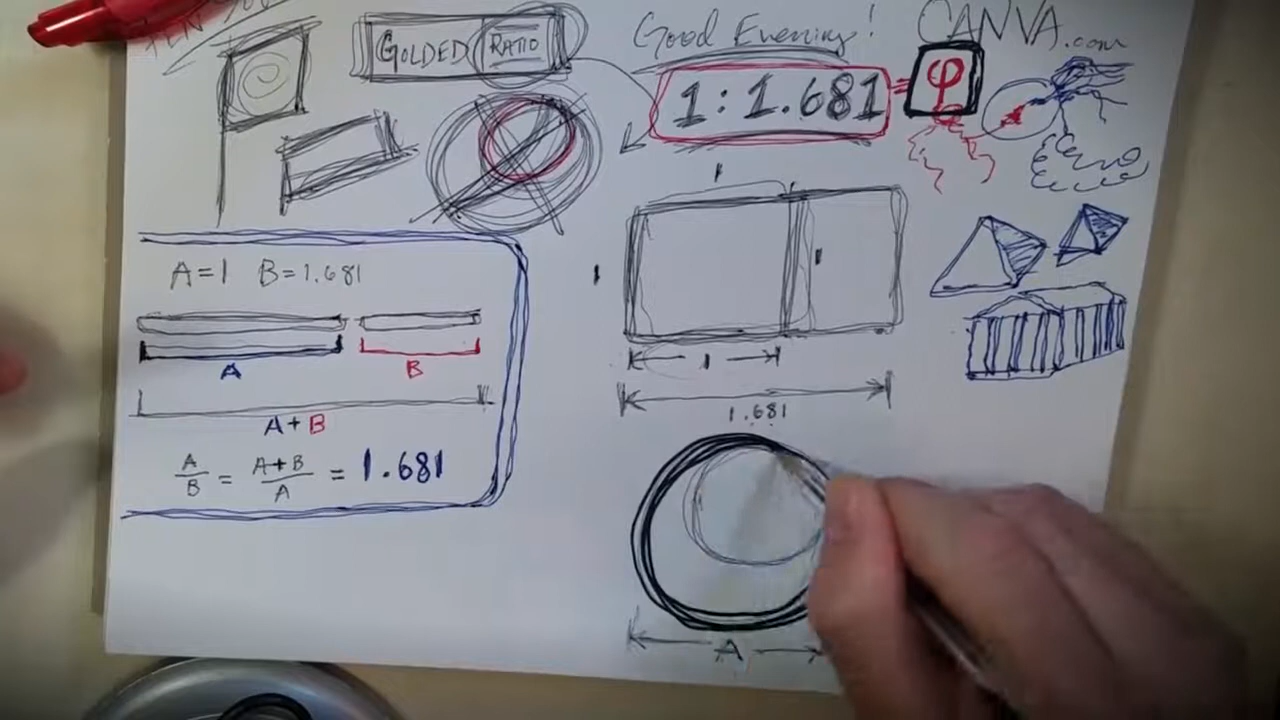 GOLDED RATIO
Good Evening!
CANVA.com
1:1.681 = φ
A=1 B=1.681
A
B
A+B
A/B = A+B/A = 1.681
1
1
1
1
1.681
A